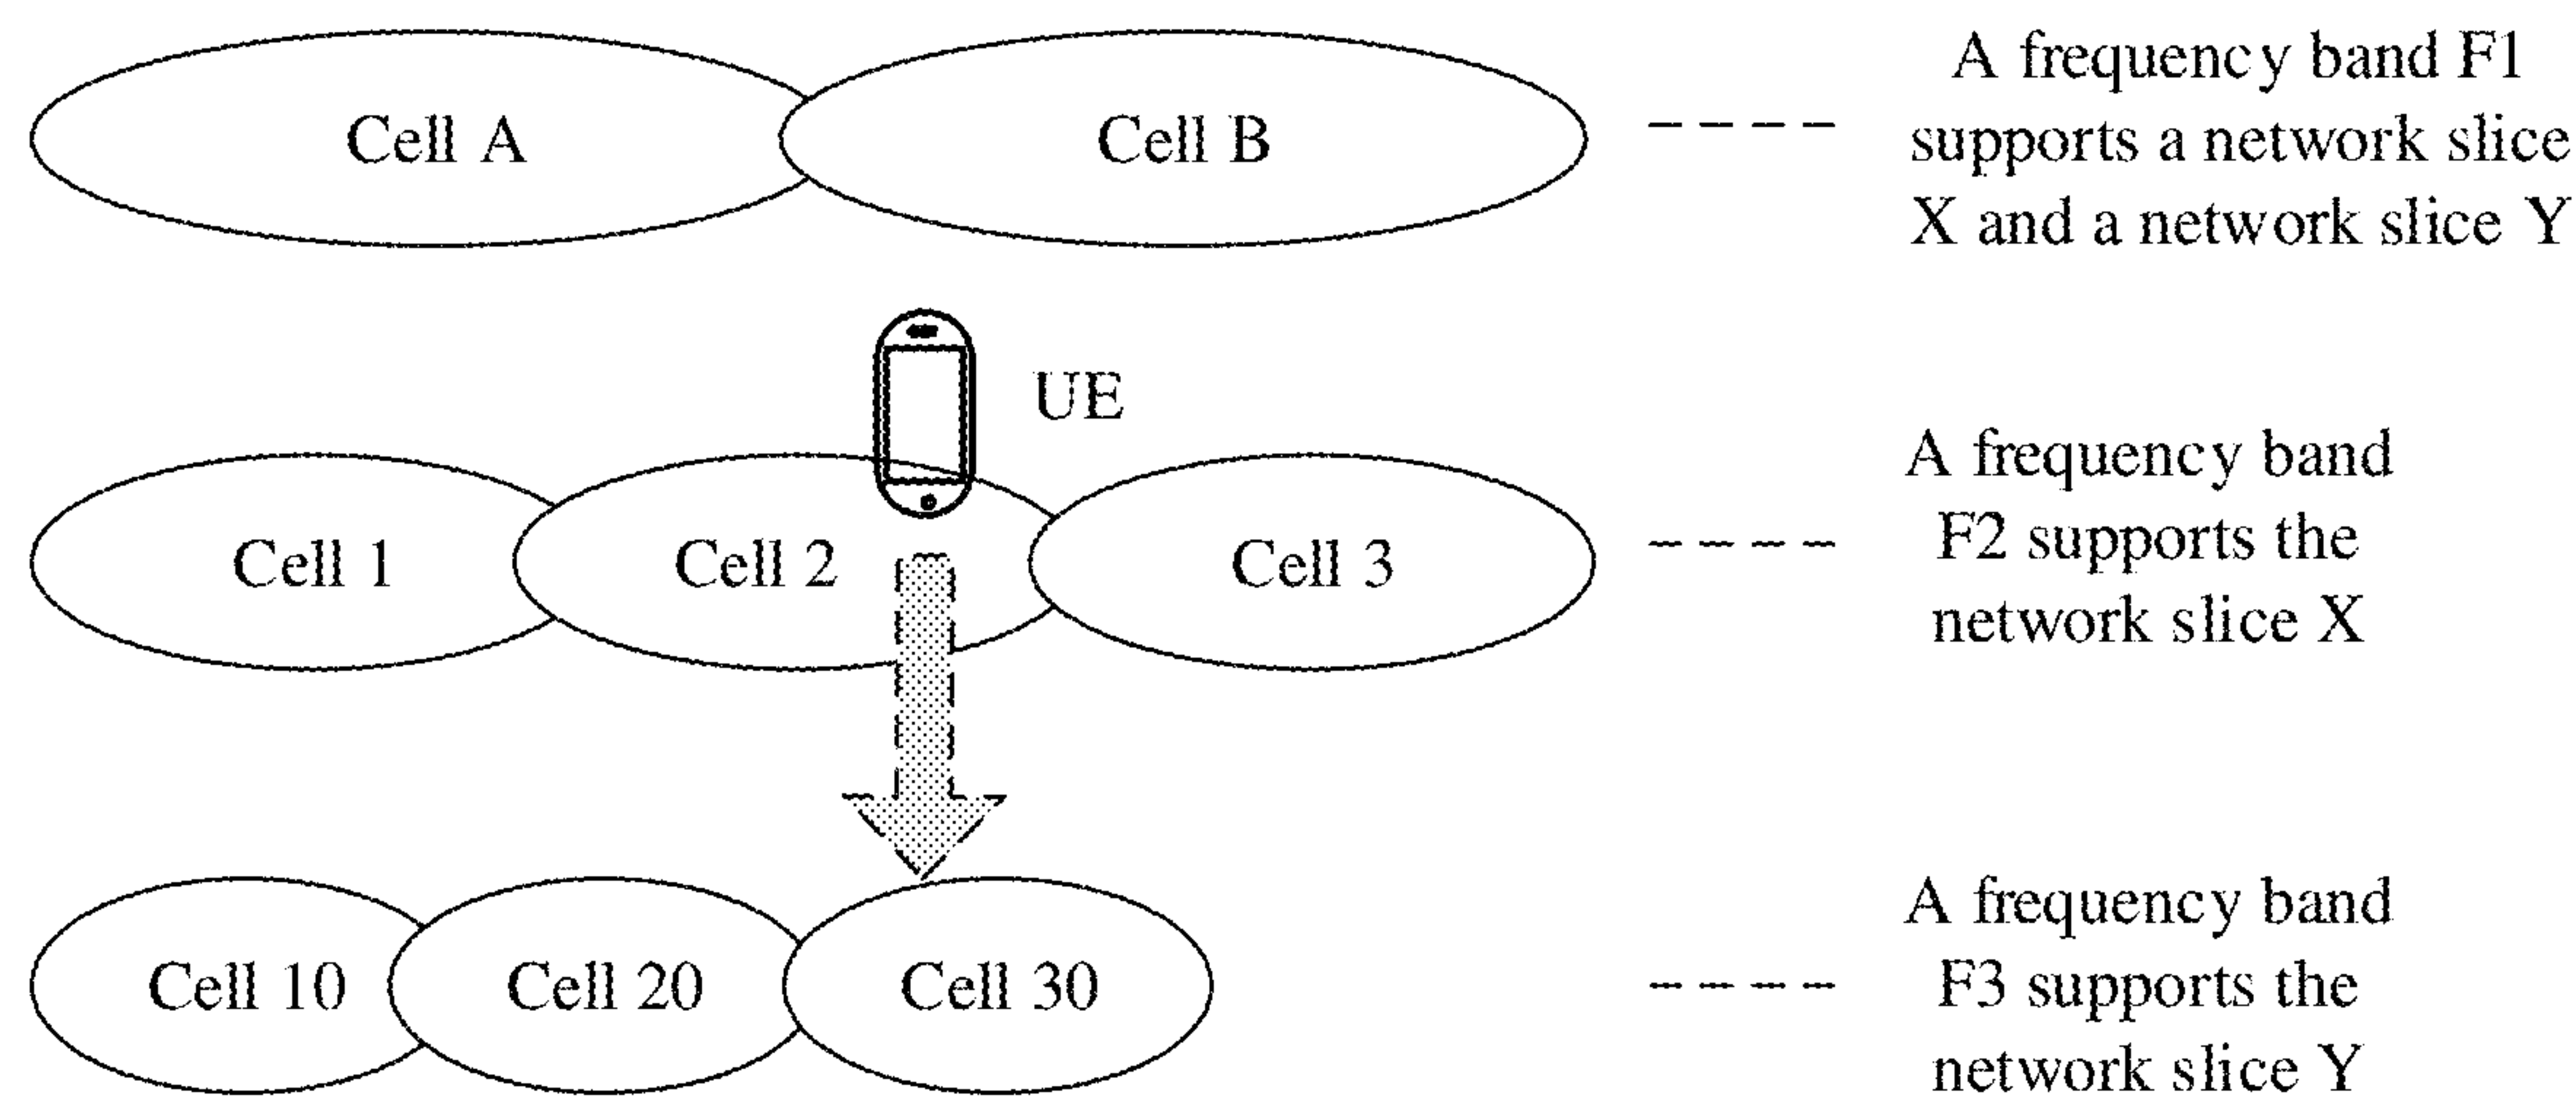 Cell A
Cell B
A frequency band F1
supports a network slice
X and a network slice Y
UE
Cell 1
Cell 2
Cell 3
A frequency band
F2 supports the
network slice X
Cell 10
Cell 20
Cell 30
A frequency band
F3 supports the
network slice Y